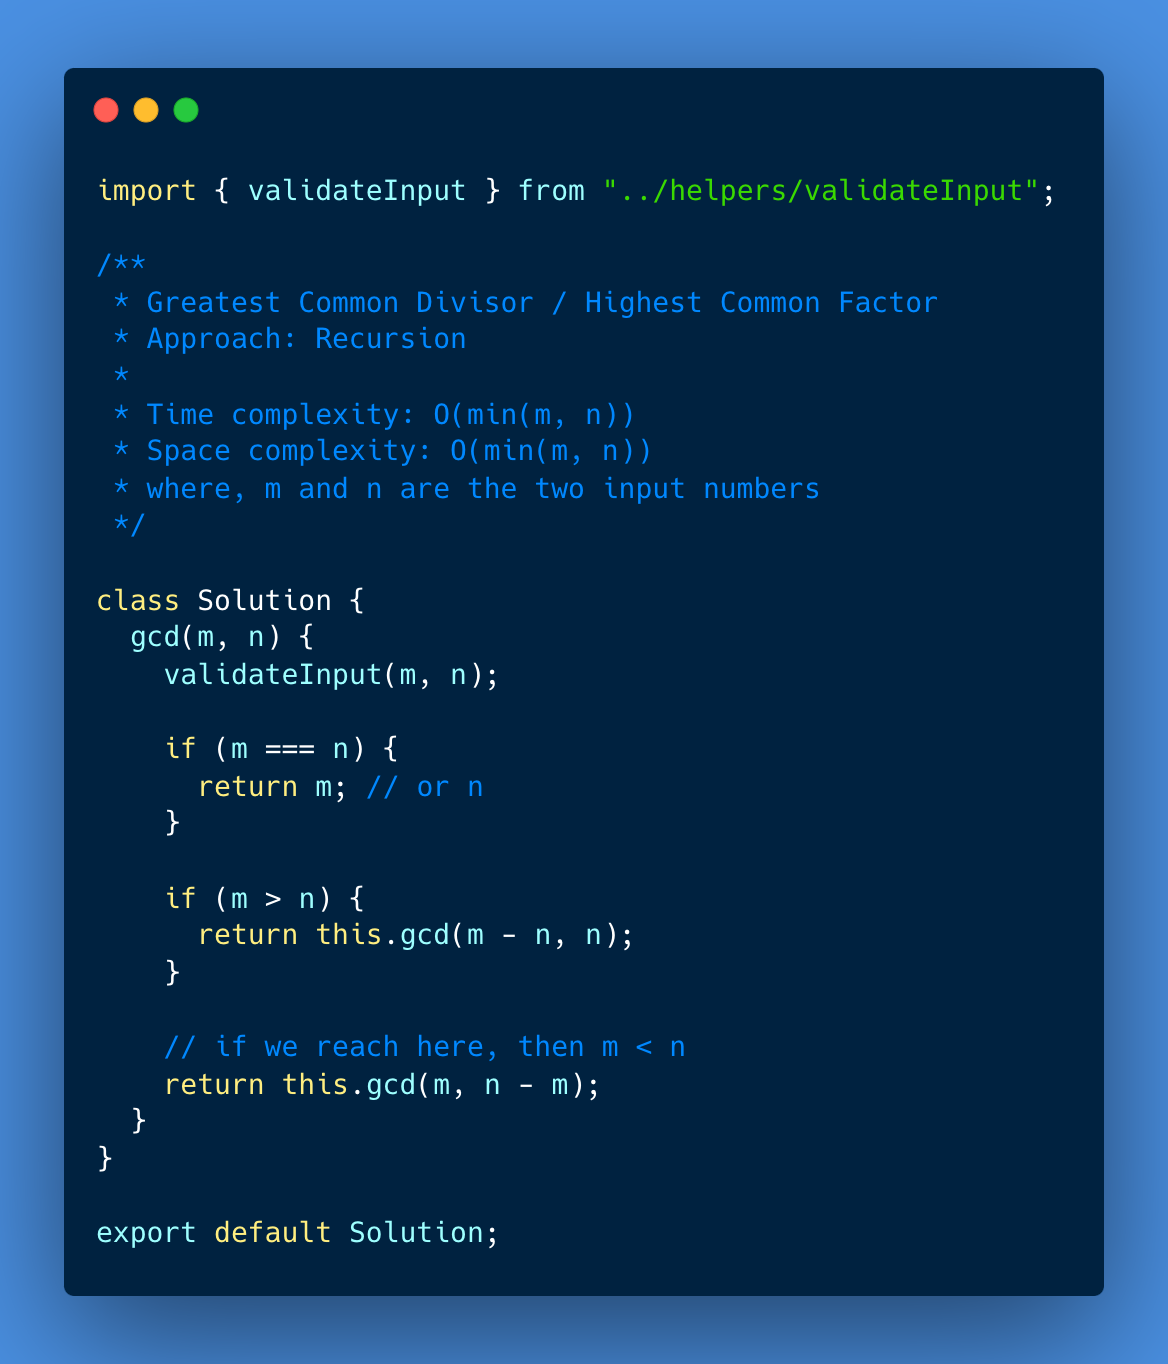 import { validateInput } from "../helpers/validateInput";

/**
 * Greatest Common Divisor / Highest Common Factor
 * Approach: Recursion
 *
 * Time complexity: O(min(m, n))
 * Space complexity: O(min(m, n))
 * where, m and n are the two input numbers
 */

class Solution {
  gcd(m, n) {
    validateInput(m, n);

    if (m === n) {
      return m; // or n
    }

    if (m > n) {
      return this.gcd(m - n, n);
    }

    // if we reach here, then m < n
    return this.gcd(m, n - m);
  }
}

export default Solution;